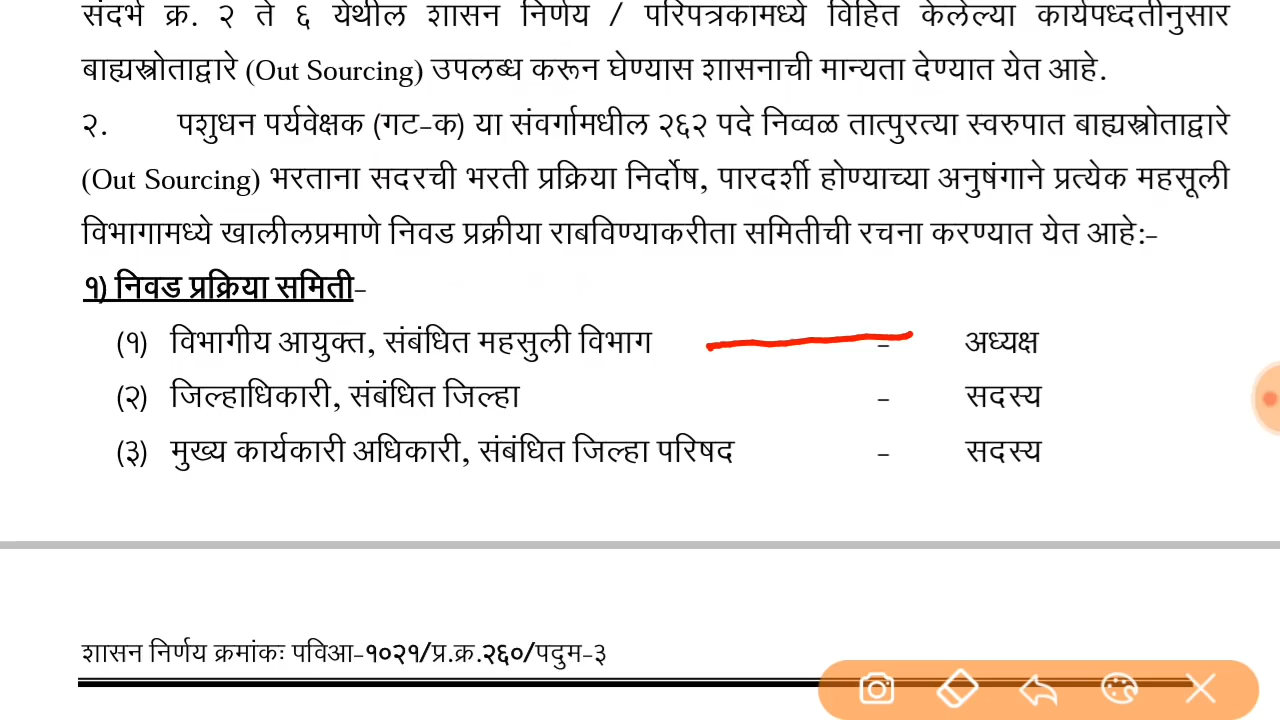 संदर्भ क्र. २ ते ६ येथील शासन निर्णय / परिपत्रकामध्ये विहित केलेल्या कार्यपध्दतीनुसार
बाह्यस्त्रोताद्वारे (Out Sourcing) उपलब्ध करून घेण्यास शासनाची मान्यता देण्यात येत आहे.
२. पशुधन पर्यवेक्षक (गट-क) या संवर्गामधील २६२ पदे निव्वळ तात्पुरत्या स्वरुपात बाह्यस्त्रोताद्वारे
(Out Sourcing) भरताना सदरची भरती प्रक्रिया निर्दोष, पारदर्शी होण्याच्या अनुषंगाने प्रत्येक महसूली
विभागामध्ये खालीलप्रमाणे निवड प्रक्रीया राबविण्याकरीता समितीची रचना करण्यात येत आहे:-
१) निवड प्रक्रिया समिती-
(१) विभागीय आयुक्त, संबंधित महसुली विभाग - अध्यक्ष
(२) जिल्हाधिकारी, संबंधित जिल्हा - सदस्य
(३) मुख्य कार्यकारी अधिकारी, संबंधित जिल्हा परिषद - सदस्य
शासन निर्णय क्रमांकः पविआ-१०२१/प्र.क्र.२६०/पदुम-३